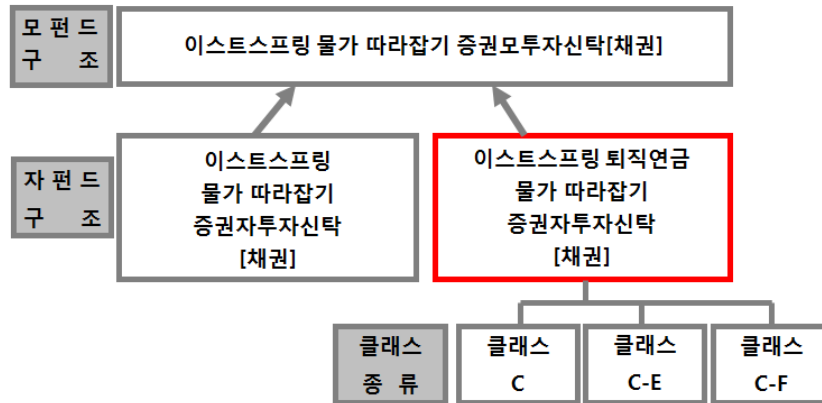 모 펀 드
구 조
이스트스프링 물가 따라잡기 증권모투자신탁[채권]
자 펀 드
구 조
이스트스프링
물가 따라잡기
증권자투자신탁
[채권]
이스트스프링 퇴직연금
물가 따라잡기
증권자투자신탁
[채권]
클래스
종 류
클래스
C
클래스
C-E
클래스
C-F